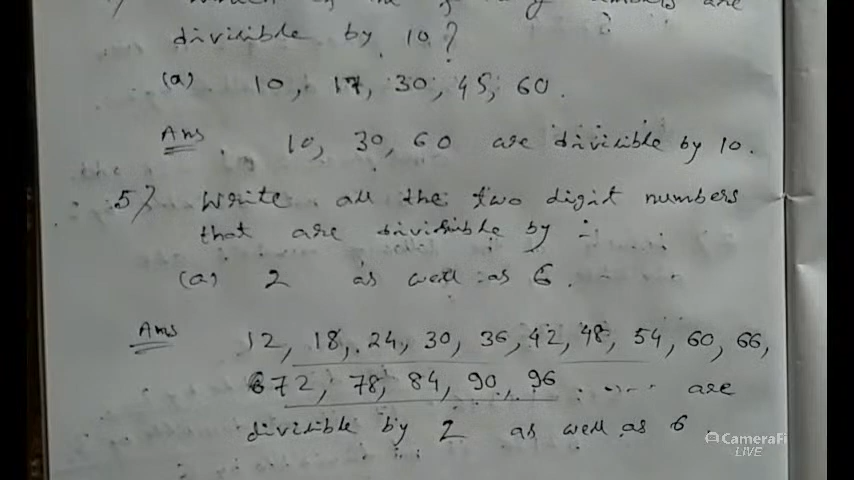 numbers are
divisible by 10?
(a) 10, 17, 30, 45, 60.
Ans 10, 30, 60 are divisible by 10.
5) Write all the two digit numbers
that are divisible by :-
(a) 2 as well as 6.
Ans 12, 18, 24, 30, 36, 42, 48, 54, 60, 66,
72, 78, 84, 90, 96 ..... are
divisible by 2 as well as 6.
CameraFi
LIVE